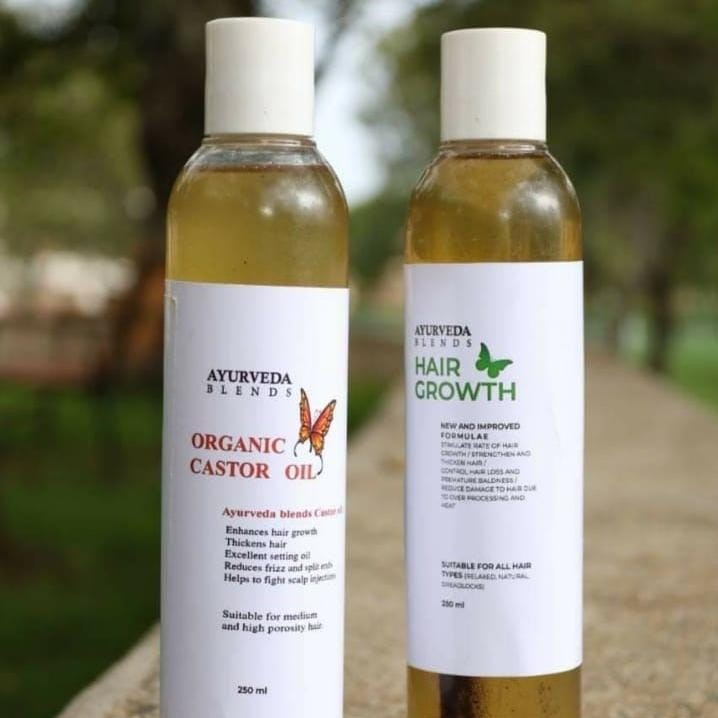 AYURVEDA
BLENDS
ORGANIC
CASTOR OIL
Ayurveda blends Castor
Enhances hair growth
Thickens hair
Excellent setting oil
Reduces frizz and split ends
Helps to fight scalp injections
Suitable for medium
and high porosity hair.
250 ml
AYURVEDA
BLENDS
HAIR
GROWTH
NEW AND IMPROVED
FORMULAE
STIMULATE RATE OF HAIR
GROWTH / STRENGTHEN AND
THICKEN HAIR /
CONTROL HAIR LOSS AND
PREMATURE BALDNESS /
REDUCE DAMAGE TO HAIR DUE
TO OVER PROCESSING AND
HEAT
SUITABLE FOR ALL HAIR
TYPES (RELAXED, NATURAL,
DREADLOCKS)
250 ml